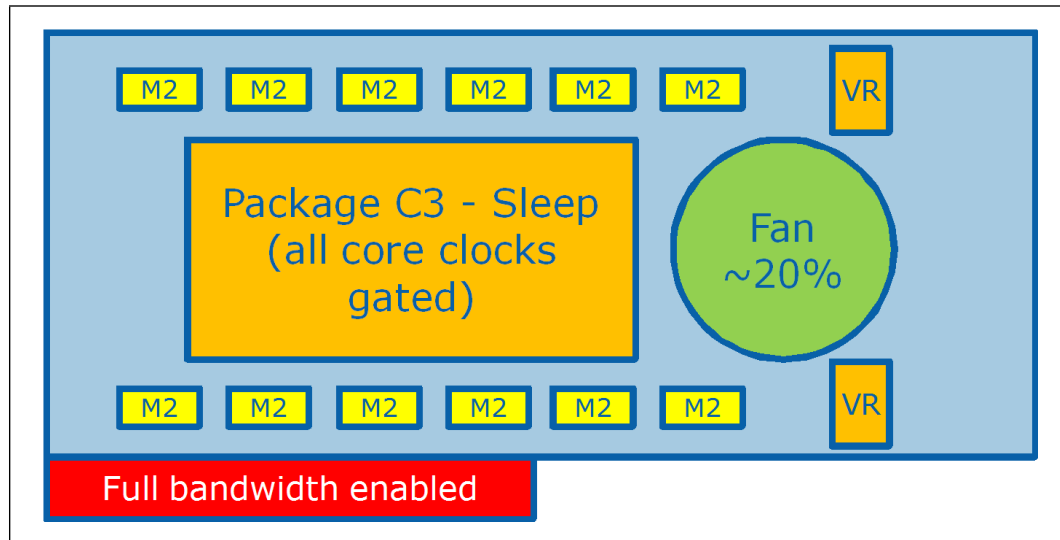 M2 M2 M2 M2 M2 M2 VR
Package C3 - Sleep
(all core clocks
gated)
Fan
~20%
M2 M2 M2 M2 M2 M2 VR
Full bandwidth enabled